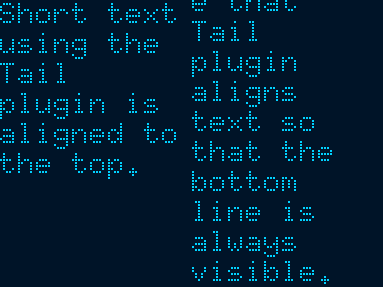 Short text
using the
Tail
plugin is
aligned to
the top.
e that
Tail
plugin
aligns
text so
that the
bottom
line is
always
visible.